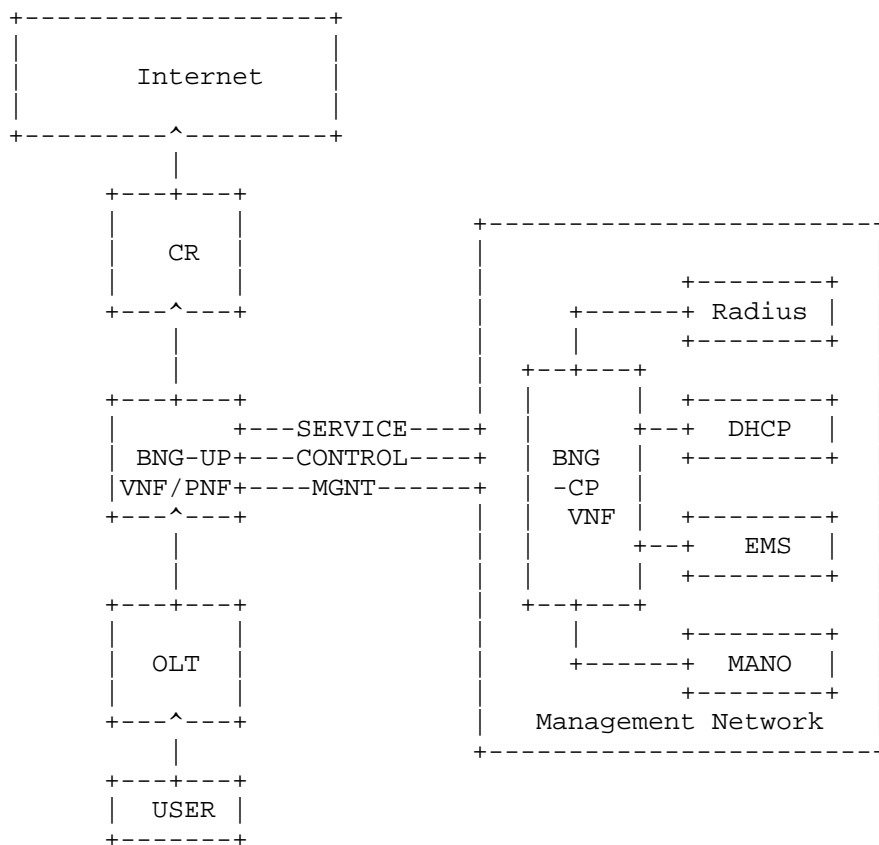 Internet
CR
Radius
SERVICE
DHCP
BNG-UP
CONTROL
BNG
VNF/PNF
MGNT
-CP
VNF
EMS
OLT
MANO
Management Network
USER